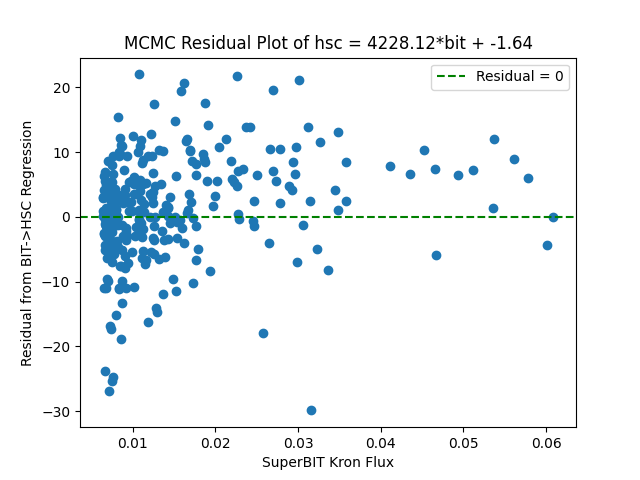 MCMC Residual Plot of hsc = 4228.12*bit + -1.64
Residual = 0
Residual from BIT->HSC Regression
20
10
0
−10
−20
−30
0.01 0.02 0.03 0.04 0.05 0.06
SuperBIT Kron Flux